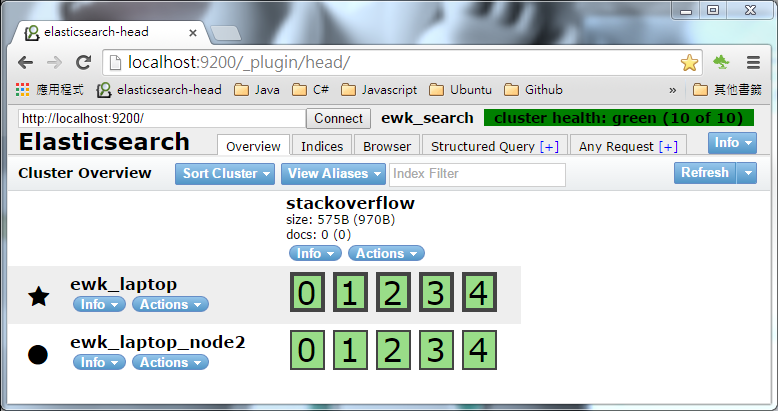 elasticsearch-head
localhost:9200/_plugin/head/
應用程式 elasticsearch-head Java C# Javascript Ubuntu Github » 其他書籤
http://localhost:9200/ Connect ewk_search cluster health: green (10 of 10)
Elasticsearch Overview Indices Browser Structured Query [+] Any Request [+] Info
Cluster Overview Sort Cluster View Aliases Index Filter Refresh
stackoverflow
size: 575B (970B)
docs: 0 (0)
Info Actions
ewk_laptop 0 1 2 3 4
Info Actions
ewk_laptop_node2 0 1 2 3 4
Info Actions